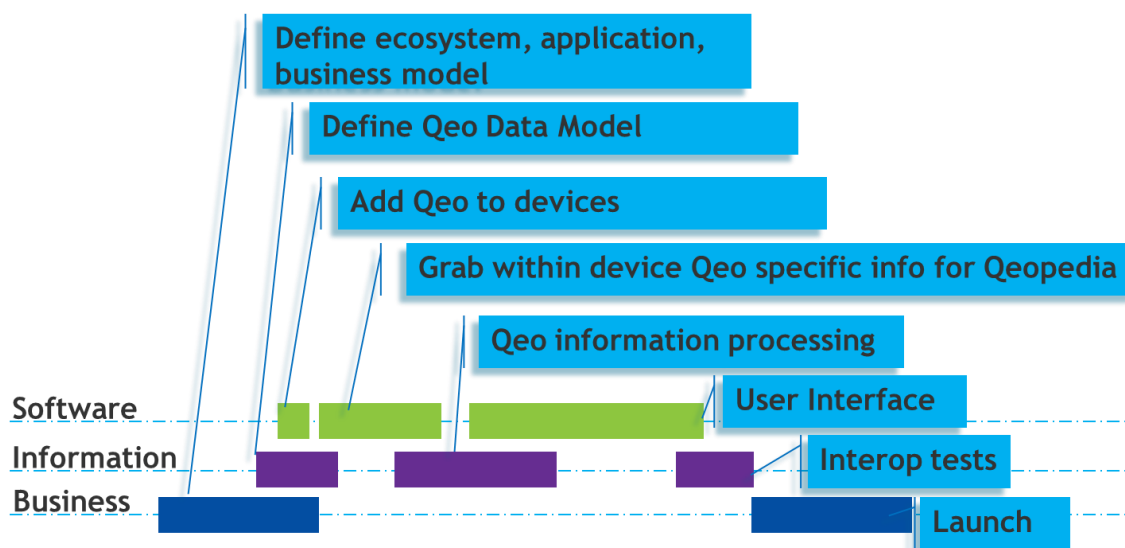 Define ecosystem, application,
business model
Define Qeo Data Model
Add Qeo to devices
Grab within device Qeo specific info for Qeopedia
Qeo information processing
Software
User Interface
Information
Interop tests
Business
Launch